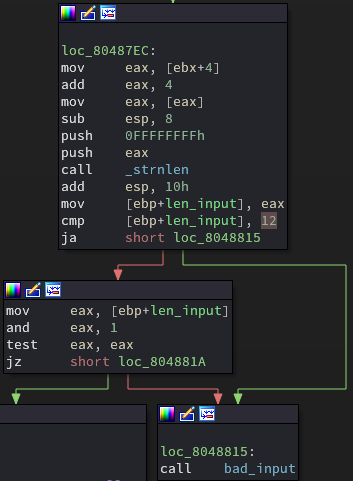 loc_80487EC:
mov eax, [ebx+4]
add eax, 4
mov eax, [eax]
sub esp, 8
push 0FFFFFFFFh
push eax
call _strnlen
add esp, 10h
mov [ebp+len_input], eax
cmp [ebp+len_input], 12
ja short loc_8048815
mov eax, [ebp+len_input]
and eax, 1
test eax, eax
jz short loc_804881A
loc_8048815:
call bad_input